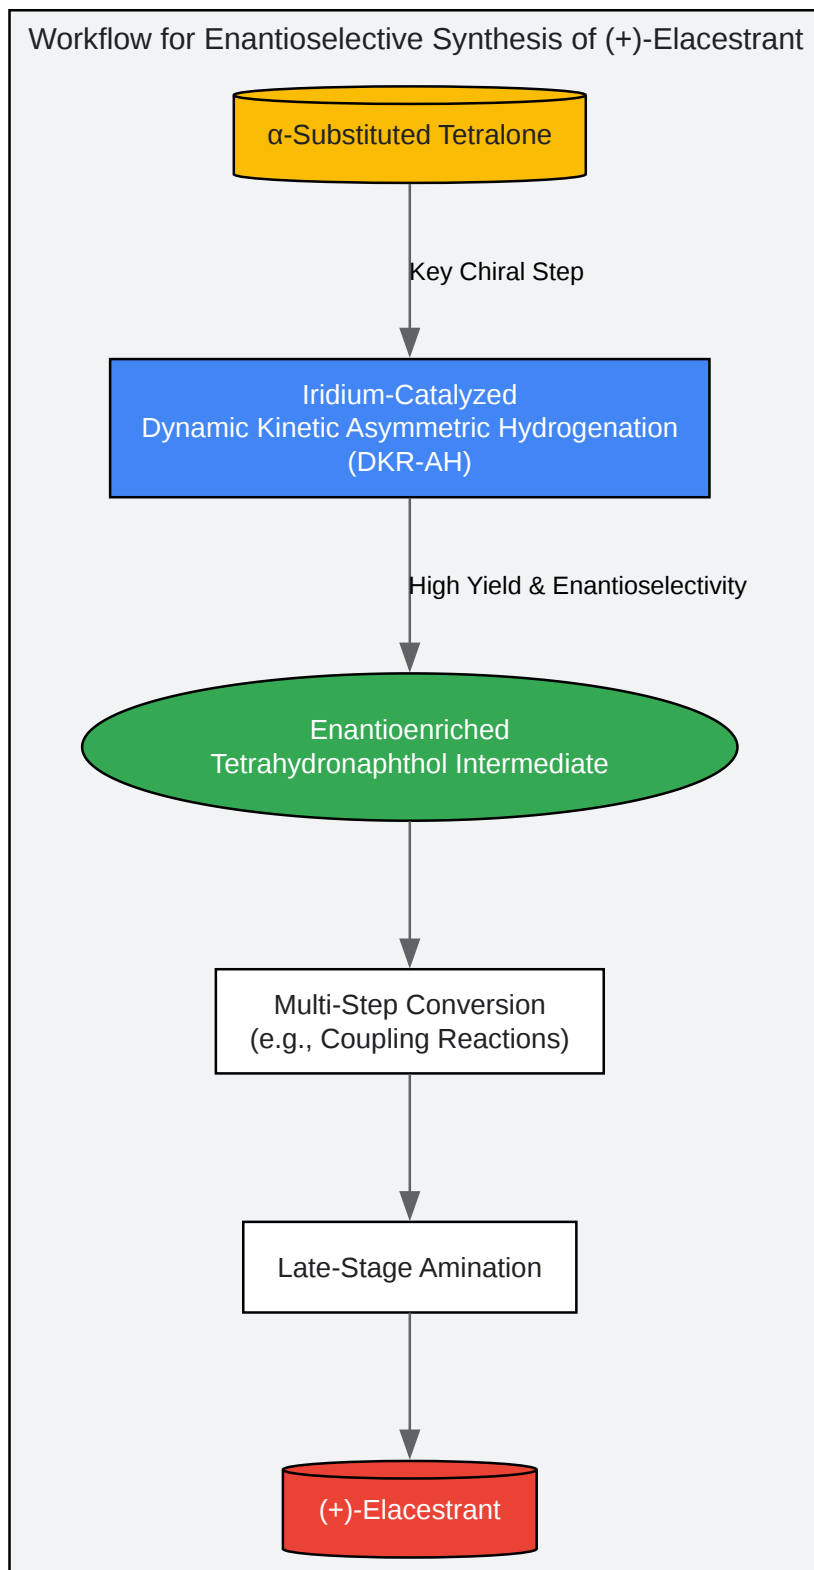 Workflow for Enantioselective Synthesis of (+)-Elacestrant
α-Substituted Tetralone
Key Chiral Step
Iridium-Catalyzed
Dynamic Kinetic Asymmetric Hydrogenation
(DKR-AH)
High Yield & Enantioselectivity
Enantioenriched
Tetrahydronaphthol Intermediate
Multi-Step Conversion
(e.g., Coupling Reactions)
Late-Stage Amination
(+)-Elacestrant